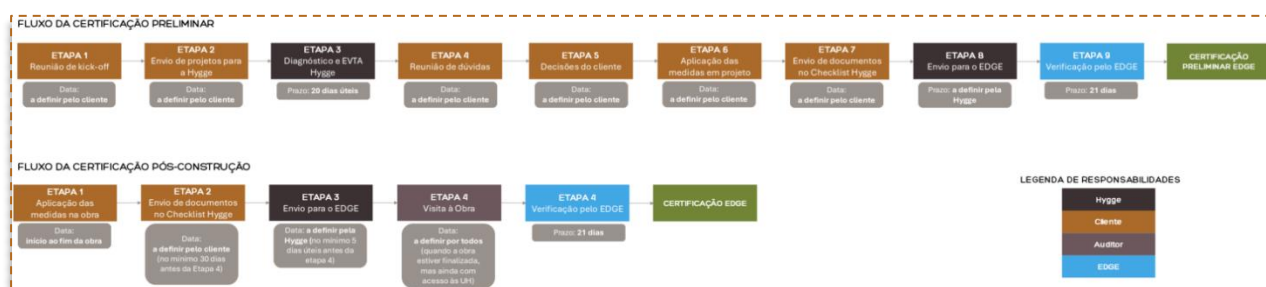 FLUXO DA CERTIFICAÇÃO PRELIMINAR
ETAPA 1
Reunião de kick-off
Data:
a definir pelo cliente
ETAPA 2
Envio de projetos para
a Hygge
Data:
a definir pelo cliente
ETAPA 3
Diagnóstico e EVTA
Hygge
Prazo: 20 dias úteis
ETAPA 4
Reunião de dúvidas
Data:
a definir pelo cliente
ETAPA 5
Decisões do cliente
Data:
a definir pelo cliente
ETAPA 6
Aplicação das
medidas em projeto
Data:
a definir pelo cliente
ETAPA 7
Envio de documentos
no Checklist Hygge
Data:
a definir pelo cliente
ETAPA 8
Envio para o EDGE
Prazo: a definir pela
Hygge
ETAPA 9
Verificação pelo EDGE
Prazo: 21 dias
CERTIFICAÇÃO
PRELIMINAR EDGE
FLUXO DA CERTIFICAÇÃO PÓS-CONSTRUÇÃO
ETAPA 1
Aplicação das
medidas na obra
Data:
início ao fim da obra
ETAPA 2
Envio de documentos
no Checklist Hygge
Data:
a definir pelo cliente
(no mínimo 30 dias
antes da Etapa 4)
ETAPA 3
Envio para o EDGE
Data: a definir pela
Hygge (no mínimo 5
dias úteis antes da
etapa 4)
ETAPA 4
Visita à Obra
Data:
a definir por todos
(quando a obra
estiver finalizada,
mas ainda com
acesso às UH)
ETAPA 4
Verificação pelo EDGE
Prazo: 21 dias
CERTIFICAÇÃO EDGE
LEGENDA DE RESPONSABILIDADES
Hygge
Cliente
Auditor
EDGE